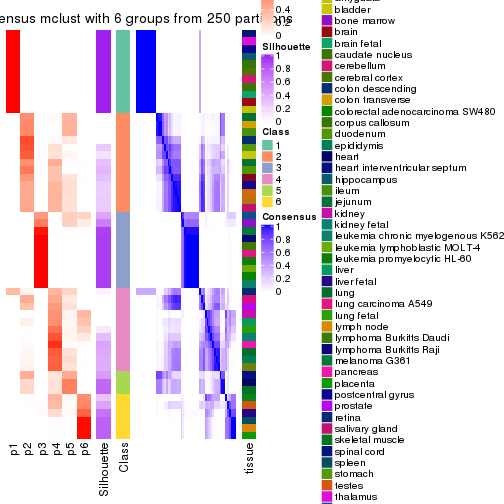 ensus mclust with 6 groups from 250 partitions
0.4
0.2
0
Silhouette
1
0.8
0.6
0.4
0.2
0
Class
1
2
3
4
5
6
Consensus
1
0.8
0.6
0.4
0.2
0
p1
p2
p3
p4
p5
p6
Silhouette
Class
tissue
bladder
bone marrow
brain
brain fetal
caudate nucleus
cerebellum
cerebral cortex
colon descending
colon transverse
colorectal adenocarcinoma SW480
corpus callosum
duodenum
epididymis
heart
heart interventricular septum
hippocampus
ileum
jejunum
kidney
kidney fetal
leukemia chronic myelogenous K562
leukemia lymphoblastic MOLT-4
leukemia promyelocytic HL-60
liver
liver fetal
lung
lung carcinoma A549
lung fetal
lymph node
lymphoma Burkitts Daudi
lymphoma Burkitts Raji
melanoma G361
pancreas
placenta
postcentral gyrus
prostate
retina
salivary gland
skeletal muscle
spinal cord
spleen
stomach
testes
thalamus